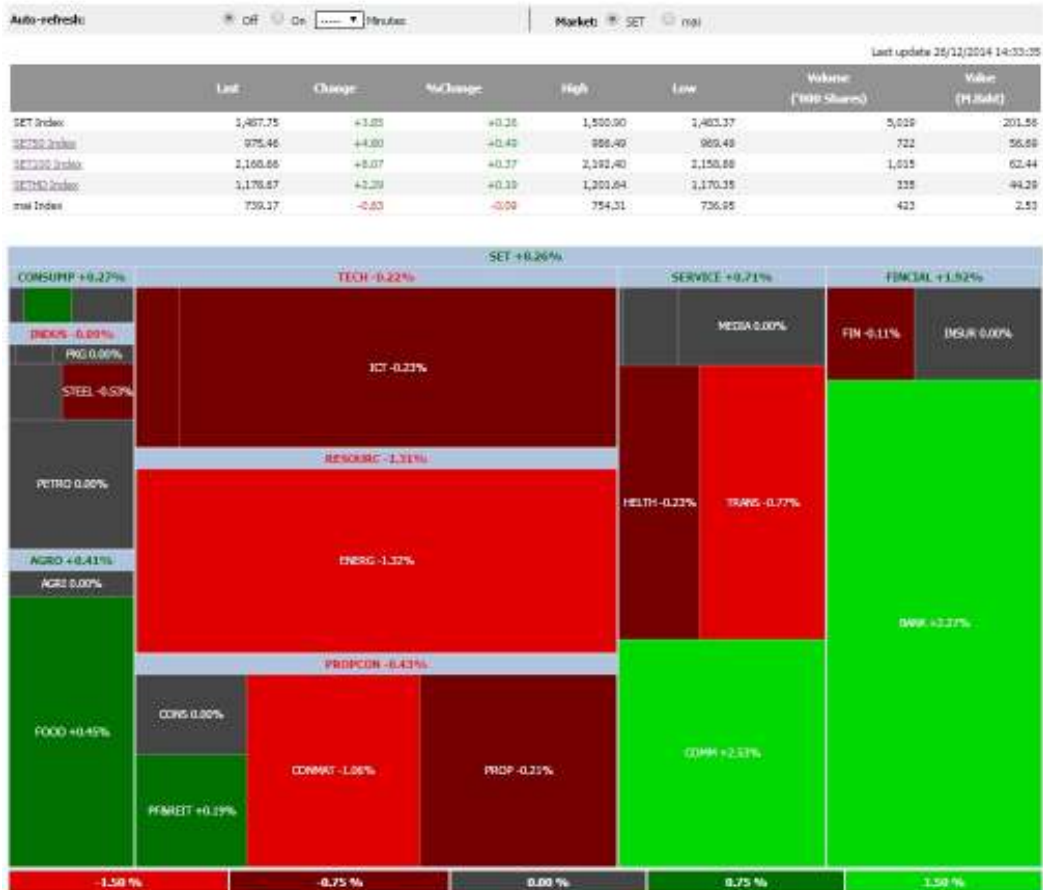 Auto-refresh: Off On ----- Minutes Market: SET mai
Last update 26/12/2014 14:33:35
Last Change %Change High Low Volume ('000 Shares) Value (M.Baht)
SET Index 1,487.75 +3.85 +0.26 1,500.90 1,483.37 5,019 201.56
SET50 Index 975.46 +4.80 +0.49 986.49 969.49 722 56.69
SET100 Index 2,168.66 +8.07 +0.37 2,192.40 2,158.88 1,015 62.44
SETHD Index 1,178.67 +2.29 +0.19 1,201.64 1,170.35 335 44.29
mai Index 739.17 -0.63 -0.09 754.31 736.95 423 2.53
SET +0.26%
CONSUMP +0.27% TECH -0.22% SERVICE +0.71% FINCIAL +1.92%
MEDIA 0.00%
FIN -0.11% INSUR 0.00%
INDUS -0.09%
PKG 0.00%
ICT -0.23%
STEEL -0.53%
RESOURC -1.31%
PETRO 0.00%
HELTH -0.23% TRANS -0.77%
AGRO +0.41%
ENERG -1.32%
AGRI 0.00%
BANK +2.27%
PROPCON -0.43%
CONS 0.00%
FOOD +0.45%
COMM +2.53%
CONMAT -1.06% PROP -0.21%
PF&REIT +0.19%
-1.50 % -0.75 % 0.00 % 0.75 % 1.50 %